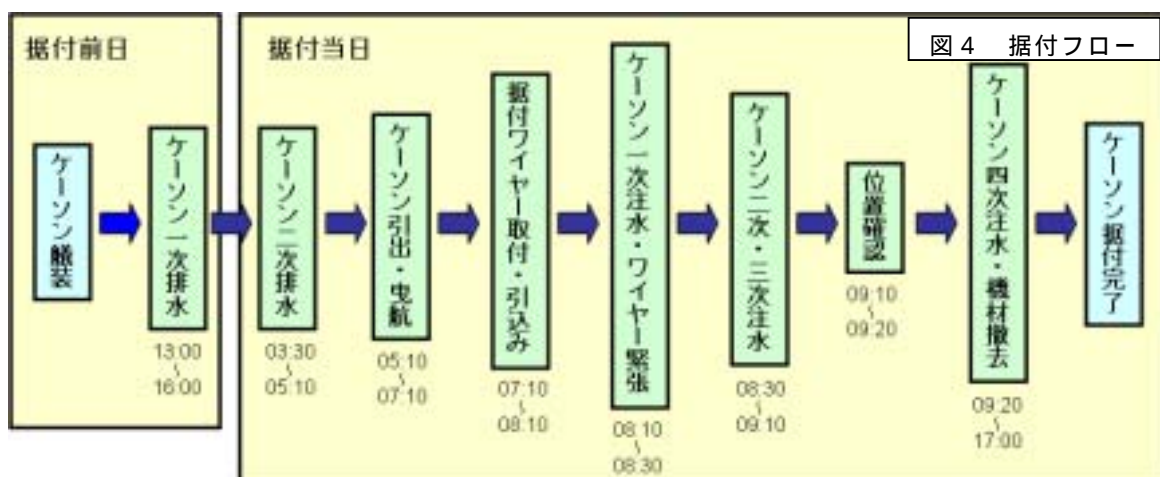 図４　据付フロー
据付前日
ケーソン艤装
ケーソン一次排水
13:00
～
16:00
据付当日
ケーソン二次排水
03:30
～
05:10
ケーソン引出・曳航
05:10
～
07:10
据付ワイヤー取付・引込み
07:10
～
08:10
ケーソン一次注水・ワイヤー緊張
08:10
～
08:30
ケーソン二次・三次注水
08:30
～
09:10
位置確認
09:10
～
09:20
ケーソン四次注水・機材撤去
09:20
～
17:00
ケーソン据付完了